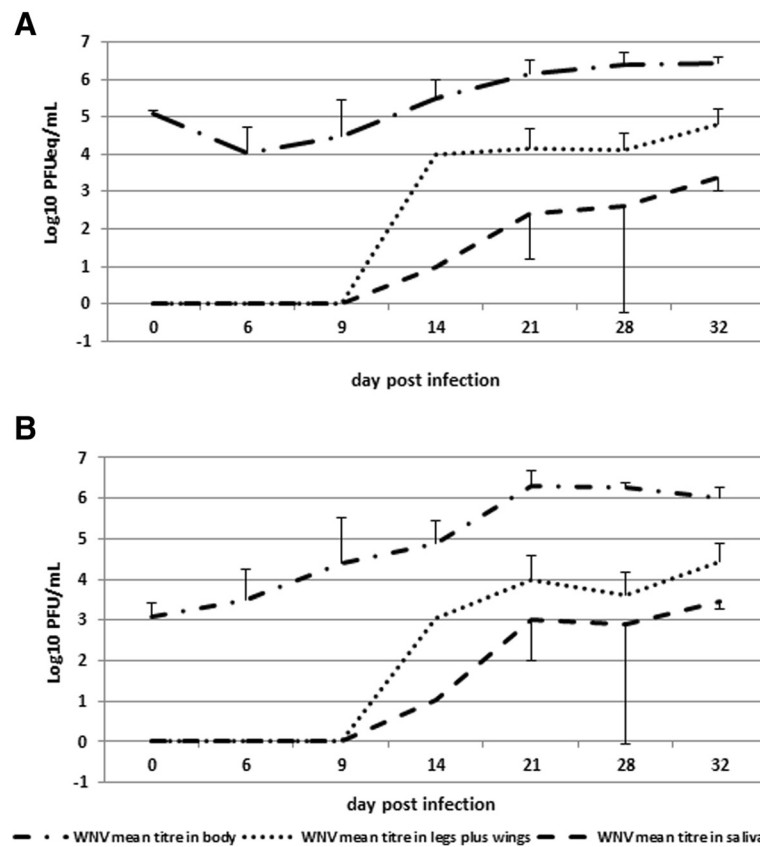 A
7
6
5
4
3
2
1
0
-1
Log10 PFUeq/mL
0 6 9 14 21 28 32
day post infection
B
7
6
5
4
3
2
1
0
-1
Log10 PFU/mL
0 6 9 14 21 28 32
day post infection
WNV mean titre in body WNV mean titre in legs plus wings WNV mean titre in saliva